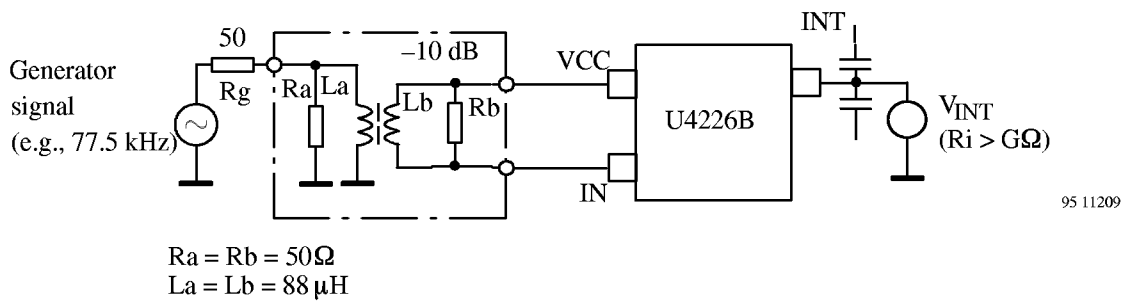 50
–10 dB
INT
VCC
Generator
signal
(e.g., 77.5 kHz)
Rg
Ra
La
Lb
Rb
U4226B
VINT
(Ri > GΩ)
IN
95 11209
Ra = Rb = 50Ω
La = Lb = 88 μH